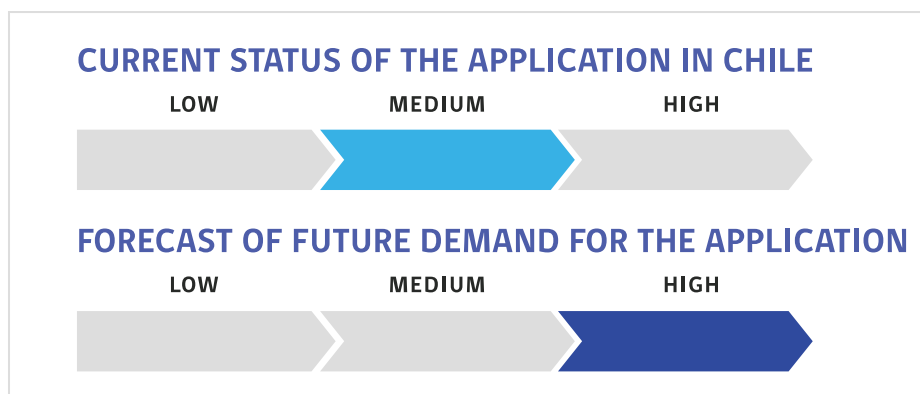 CURRENT STATUS OF THE APPLICATION IN CHILE
LOW MEDIUM HIGH
FORECAST OF FUTURE DEMAND FOR THE APPLICATION
LOW MEDIUM HIGH